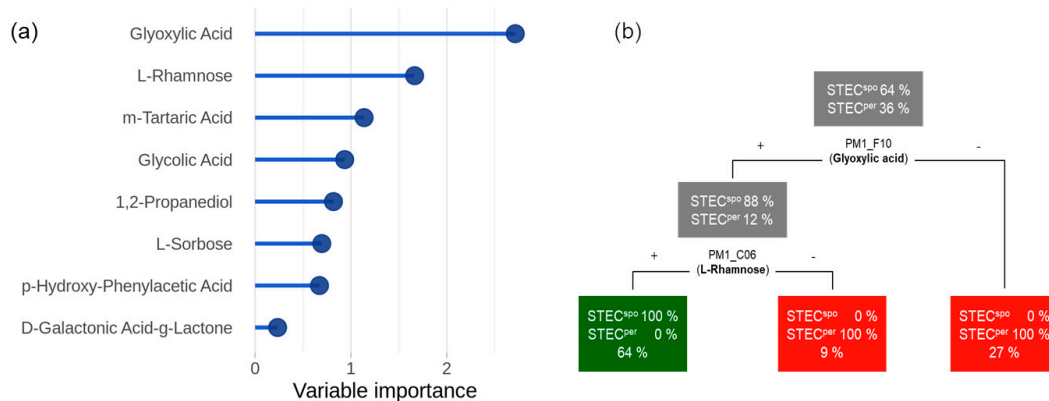 (a)
Glyoxylic Acid
L-Rhamnose
m-Tartaric Acid
Glycolic Acid
1,2-Propanediol
L-Sorbose
p-Hydroxy-Phenylacetic Acid
D-Galactonic Acid-g-Lactone
0 1 2
Variable importance
(b)
STECspo 64 %
STECper 36 %
+ PM1_F10 -
(Glyoxylic acid)
STECspo 88 %
STECper 12 %
+ PM1_C06 -
(L-Rhamnose)
STECspo 100 %
STECper 0 %
64 %
STECspo 0 %
STECper 100 %
9 %
STECspo 0 %
STECper 100 %
27 %